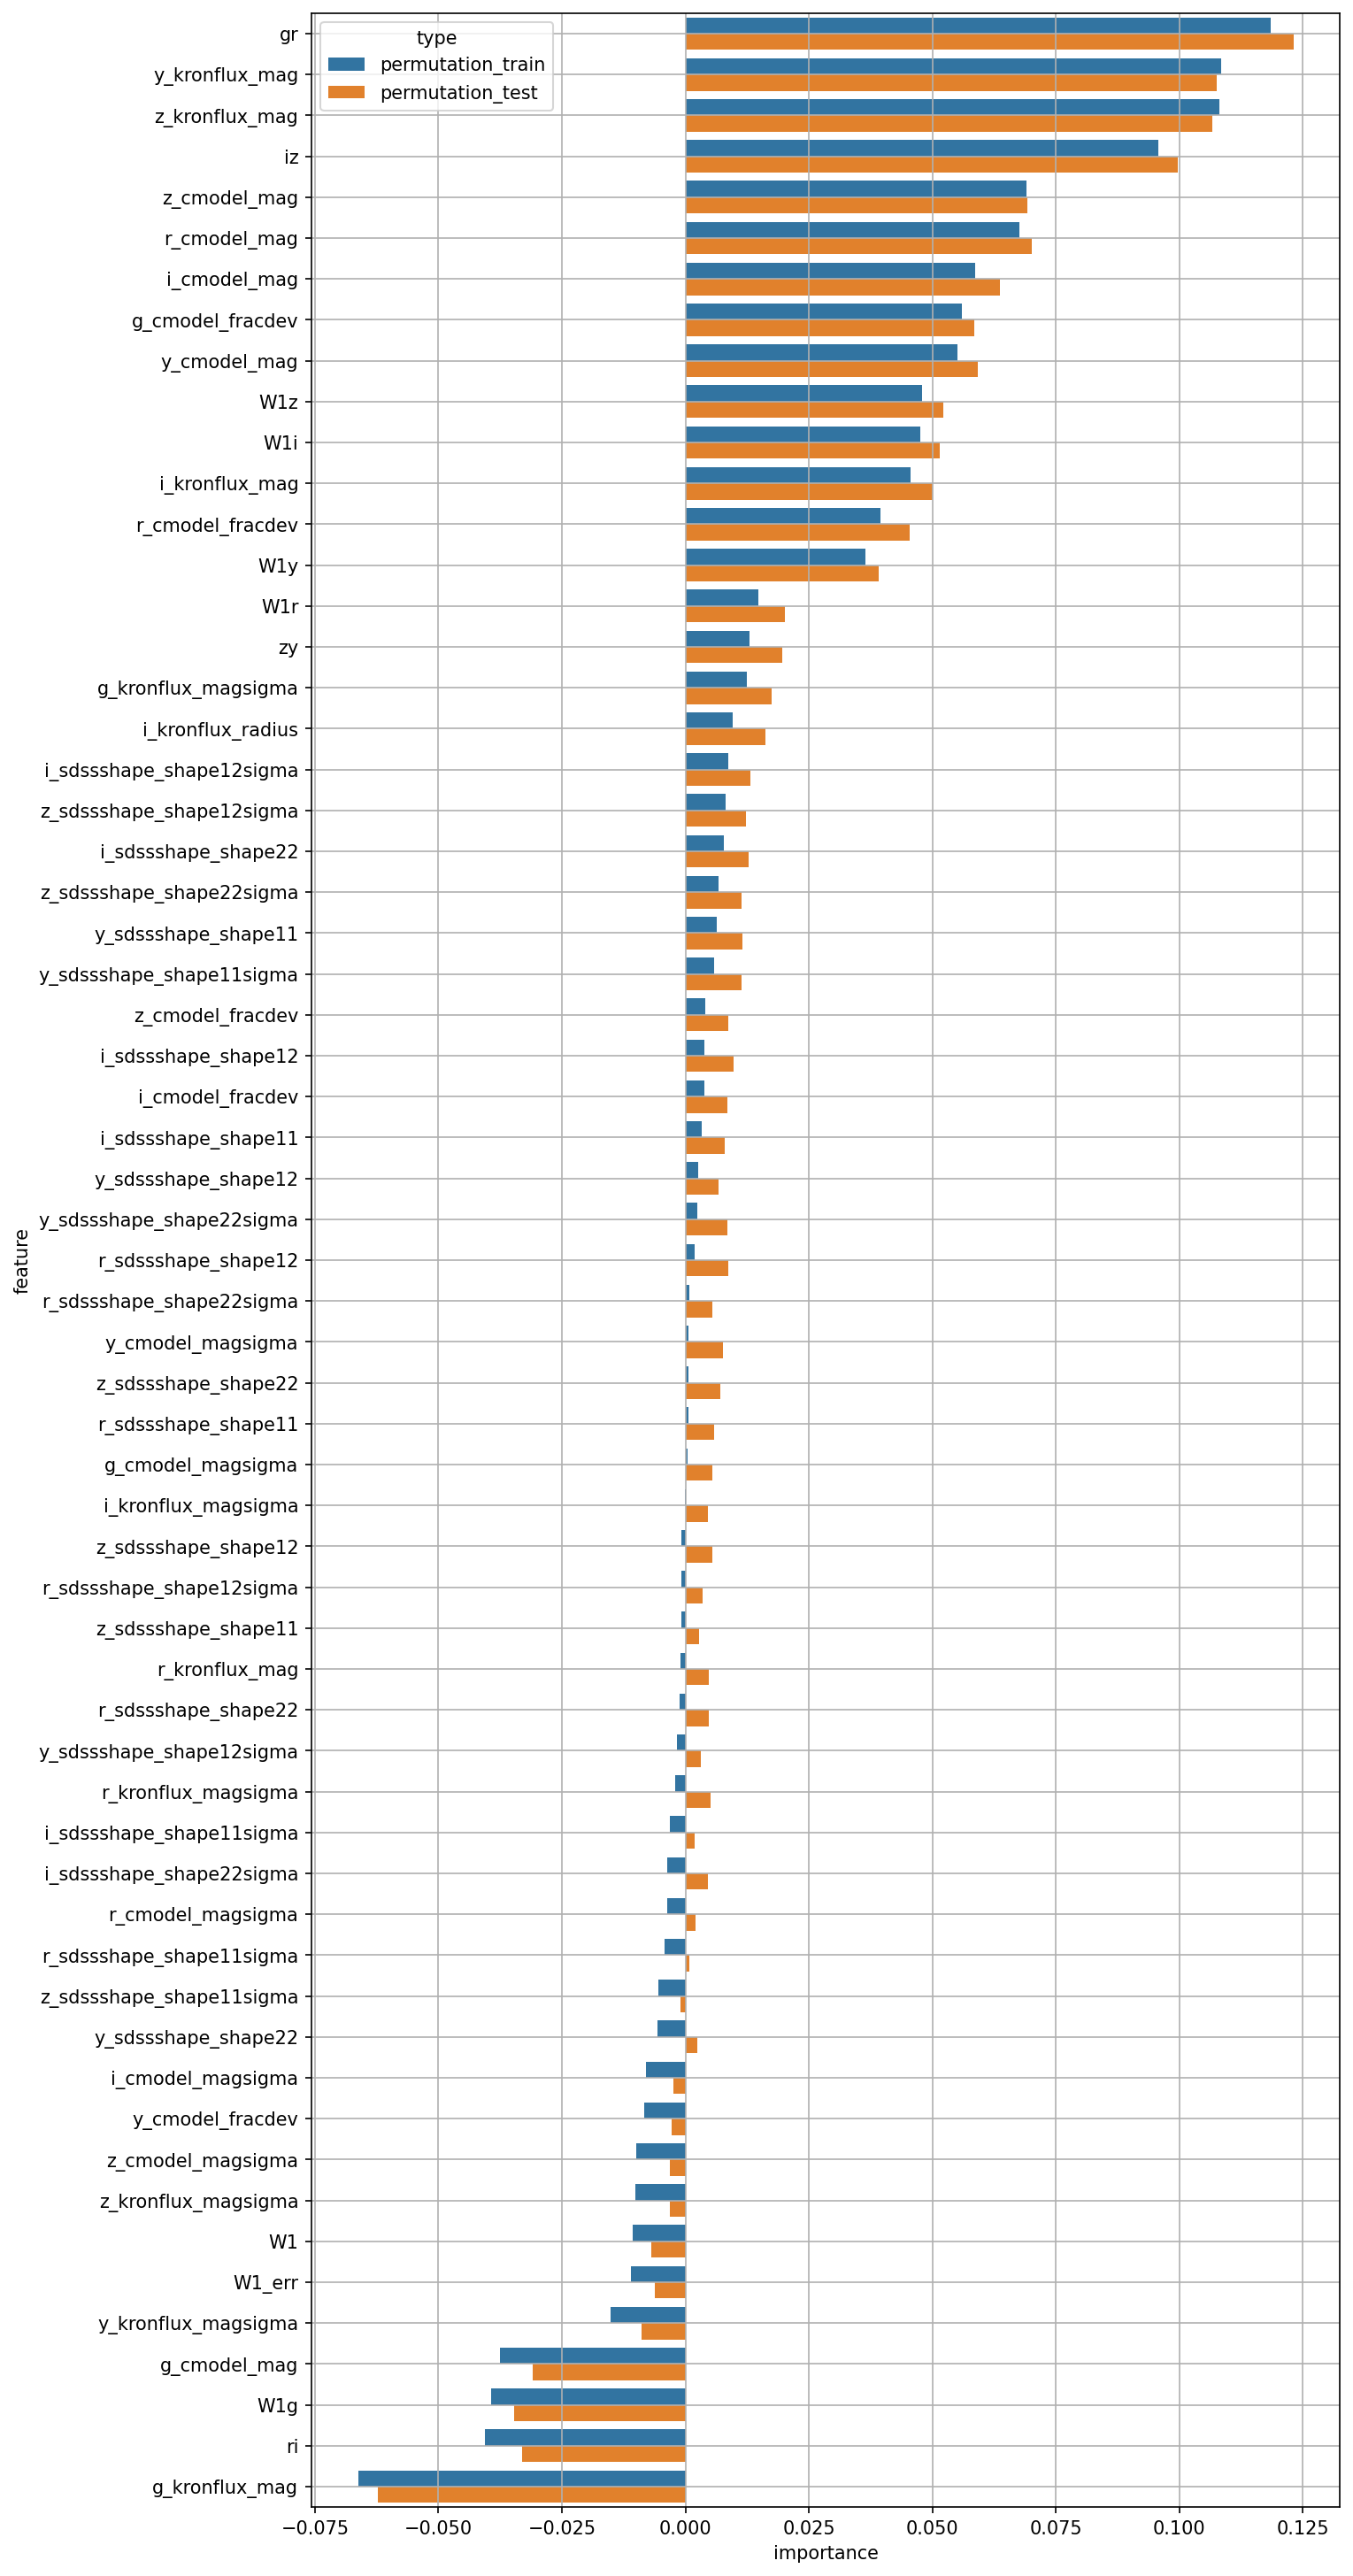 type
permutation_train
permutation_test
gr
y_kronflux_mag
z_kronflux_mag
iz
z_cmodel_mag
r_cmodel_mag
i_cmodel_mag
g_cmodel_fracdev
y_cmodel_mag
W1z
W1i
i_kronflux_mag
r_cmodel_fracdev
W1y
W1r
zy
g_kronflux_magsigma
i_kronflux_radius
i_sdssshape_shape12sigma
z_sdssshape_shape12sigma
i_sdssshape_shape22
z_sdssshape_shape22sigma
y_sdssshape_shape11
y_sdssshape_shape11sigma
z_cmodel_fracdev
i_sdssshape_shape12
i_cmodel_fracdev
i_sdssshape_shape11
y_sdssshape_shape12
y_sdssshape_shape22sigma
r_sdssshape_shape12
r_sdssshape_shape22sigma
y_cmodel_magsigma
z_sdssshape_shape22
r_sdssshape_shape11
g_cmodel_magsigma
i_kronflux_magsigma
z_sdssshape_shape12
r_sdssshape_shape12sigma
z_sdssshape_shape11
r_kronflux_mag
r_sdssshape_shape22
y_sdssshape_shape12sigma
r_kronflux_magsigma
i_sdssshape_shape11sigma
i_sdssshape_shape22sigma
r_cmodel_magsigma
r_sdssshape_shape11sigma
z_sdssshape_shape11sigma
y_sdssshape_shape22
i_cmodel_magsigma
y_cmodel_fracdev
z_cmodel_magsigma
z_kronflux_magsigma
W1
W1_err
y_kronflux_magsigma
g_cmodel_mag
W1g
ri
g_kronflux_mag
feature
−0.075 −0.050 −0.025 0.000 0.025 0.050 0.075 0.100 0.125
importance